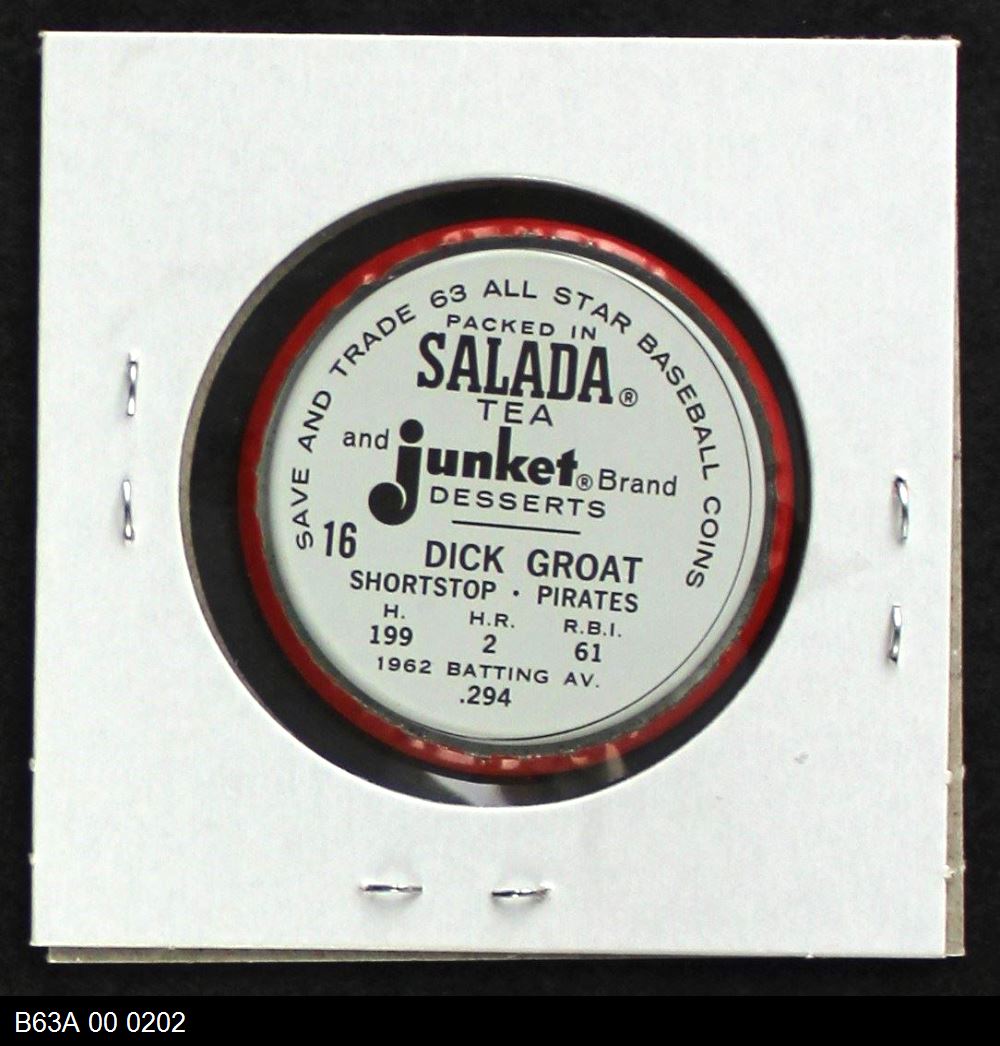 SAVE AND TRADE 63 ALL STAR BASEBALL COINS
PACKED IN
SALADA®
TEA
and junket® Brand
DESSERTS
16 DICK GROAT
SHORTSTOP · PIRATES
H. H.R. R.B.I.
199 2 61
1962 BATTING AV.
.294
B63A 00 0202